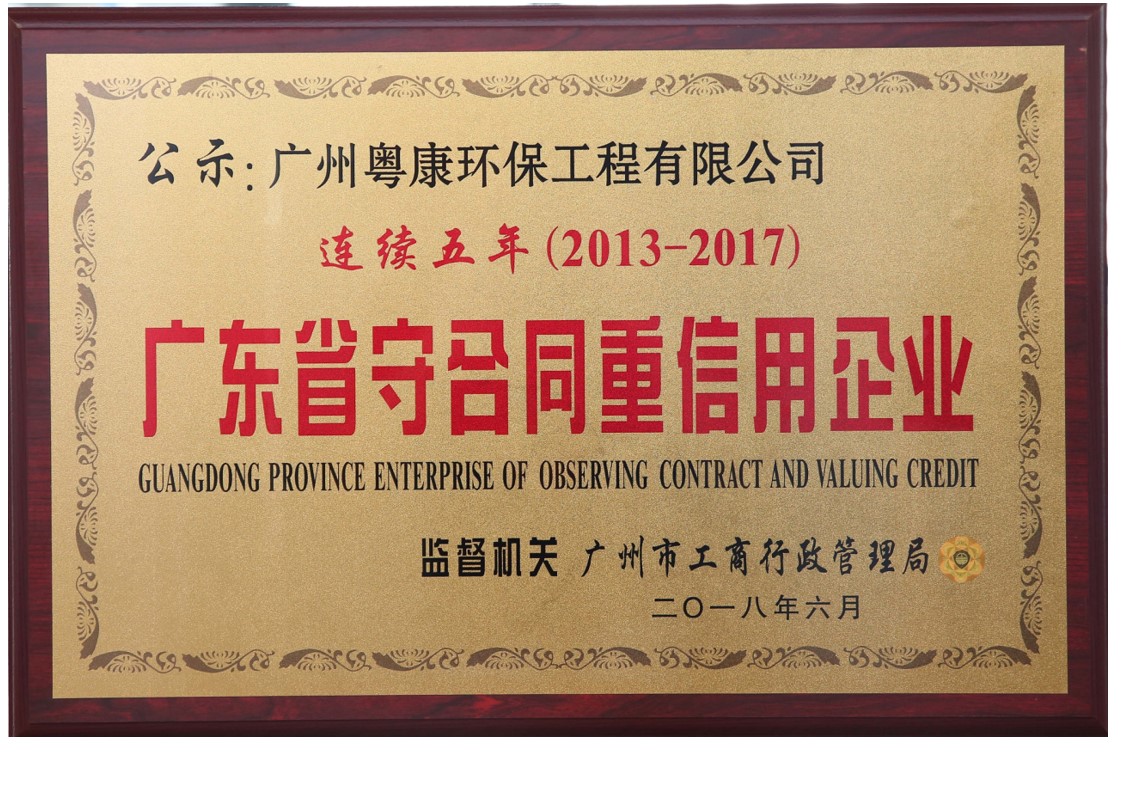 公示:广州粤康环保工程有限公司
连续五年(2013-2017)
广东省守合同重信用企业
GUANGDONG PROVINCE ENTERPRISE OF OBSERVING CONTRACT AND VALUING CREDIT
监督机关 广州市工商行政管理局
二〇一八年六月